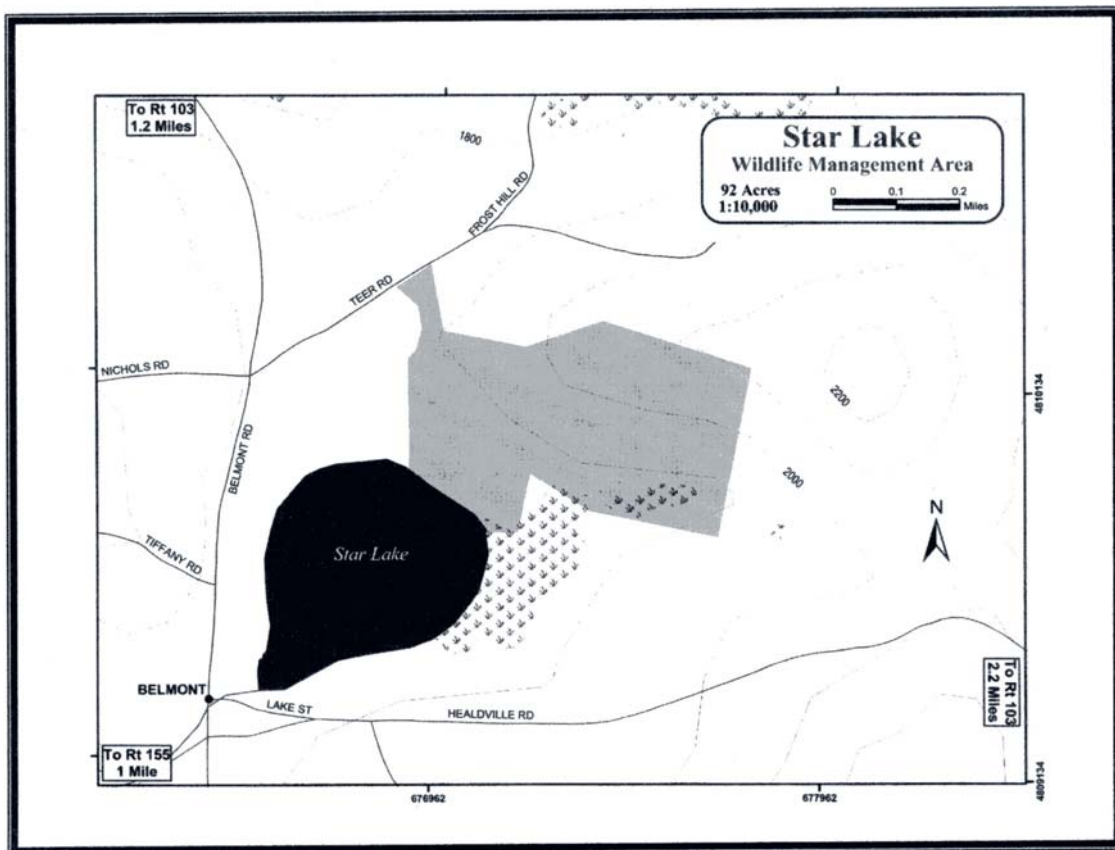 To Rt 103
1.2 Miles
1800
Star Lake
Wildlife Management Area
92 Acres
1:10,000
0 0.1 0.2
Miles
FROST HILL RD
TEER RD
NICHOLS RD
BELMONT RD
2200
4810134
2000
N
TIFFANY RD
Star Lake
BELMONT
LAKE ST
HEALDVILLE RD
To Rt 103
2.2 Miles
To Rt 155
1 Mile
4809134
676962
677962